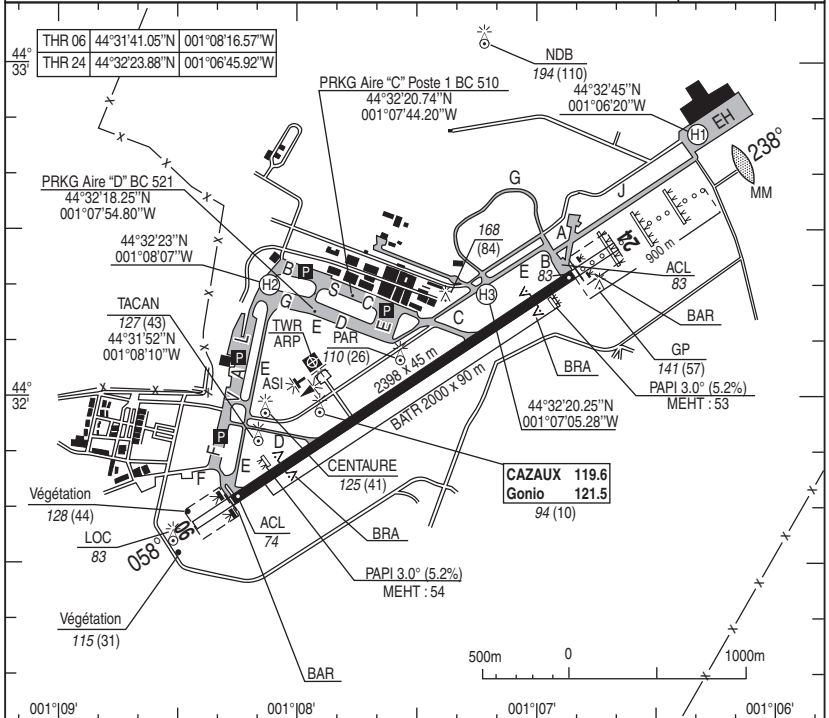 THR 06 44°31'41.05"N 001°08'16.57"W
THR 24 44°32'23.88"N 001°06'45.92"W
44°
33'
NDB
194 (110)
PRKG Aire "C" Poste 1 BC 510
44°32'20.74"N
001°07'44.20"W
44°32'45"N
001°06'20"W
EH
H1
238°
MM
PRKG Aire "D" BC 521
44°32'18.25"N
001°07'54.80"W
G
J
168
(84)
A
24
900 m
44°32'23"N
001°08'07"W
B
P
E
B
83
ACL
83
H2
S
C
P
H3
BAR
TACAN
127 (43)
44°31'52"N
001°08'10"W
G
E
D
E
C
TWR
ARP
PAR
110 (26)
GP
141 (57)
L
P
E
ASI
T
2398 x 45 m
BRA
PAPI 3.0° (5.2%)
MEHT : 53
44°
32'
BATR 2000 x 90 m
44°32'20.25"N
001°07'05.28"W
P
F
D
CENTAURE
125 (41)
CAZAUX 119.6
Gonio 121.5
94 (10)
F
E
Végétation
128 (44)
LOC
83
06
058°
ACL
74
BRA
PAPI 3.0° (5.2%)
MEHT : 54
Végétation
115 (31)
BAR
500m 0 1000m
001°09' 001°08' 001°07' 001°06'